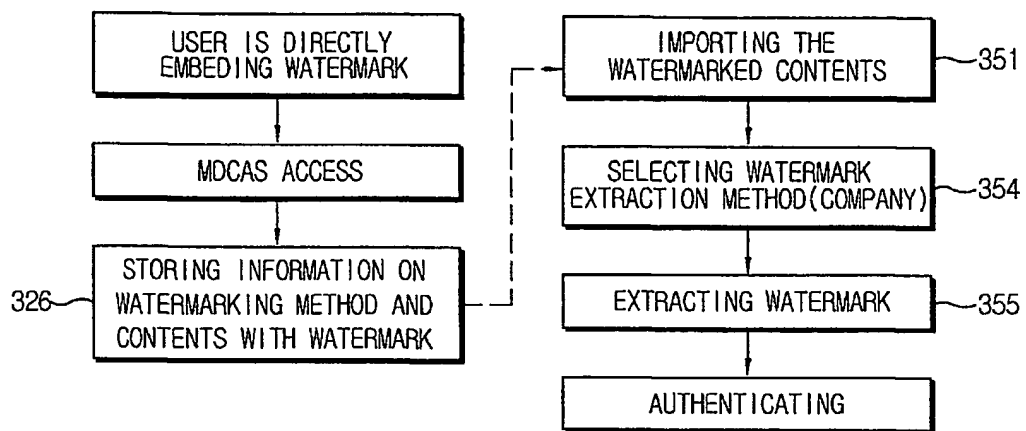 USER IS DIRECTLY
EMBEDING WATERMARK
MDCAS ACCESS
326
STORING INFORMATION ON
WATERMARKING METHOD AND
CONTENTS WITH WATERMARK
IMPORTING THE
WATERMARKED CONTENTS
351
SELECTING WATERMARK
EXTRACTION METHOD(COMPANY)
354
EXTRACTING WATERMARK
355
AUTHENTICATING